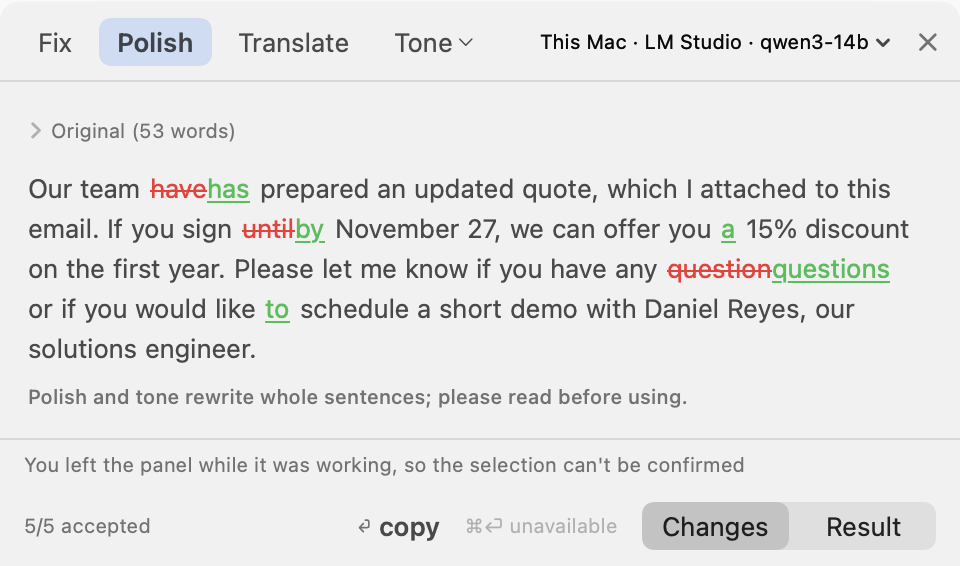 Fix Polish Translate Tone This Mac · LM Studio · qwen3-14b
Original (53 words)
Our team havehas prepared an updated quote, which I attached to this
email. If you sign untilby November 27, we can offer you a 15% discount
on the first year. Please let me know if you have any questionquestions
or if you would like to schedule a short demo with Daniel Reyes, our
solutions engineer.
Polish and tone rewrite whole sentences; please read before using.
You left the panel while it was working, so the selection can't be confirmed
5/5 accepted ⏎ copy ⌘⏎ unavailable Changes Result